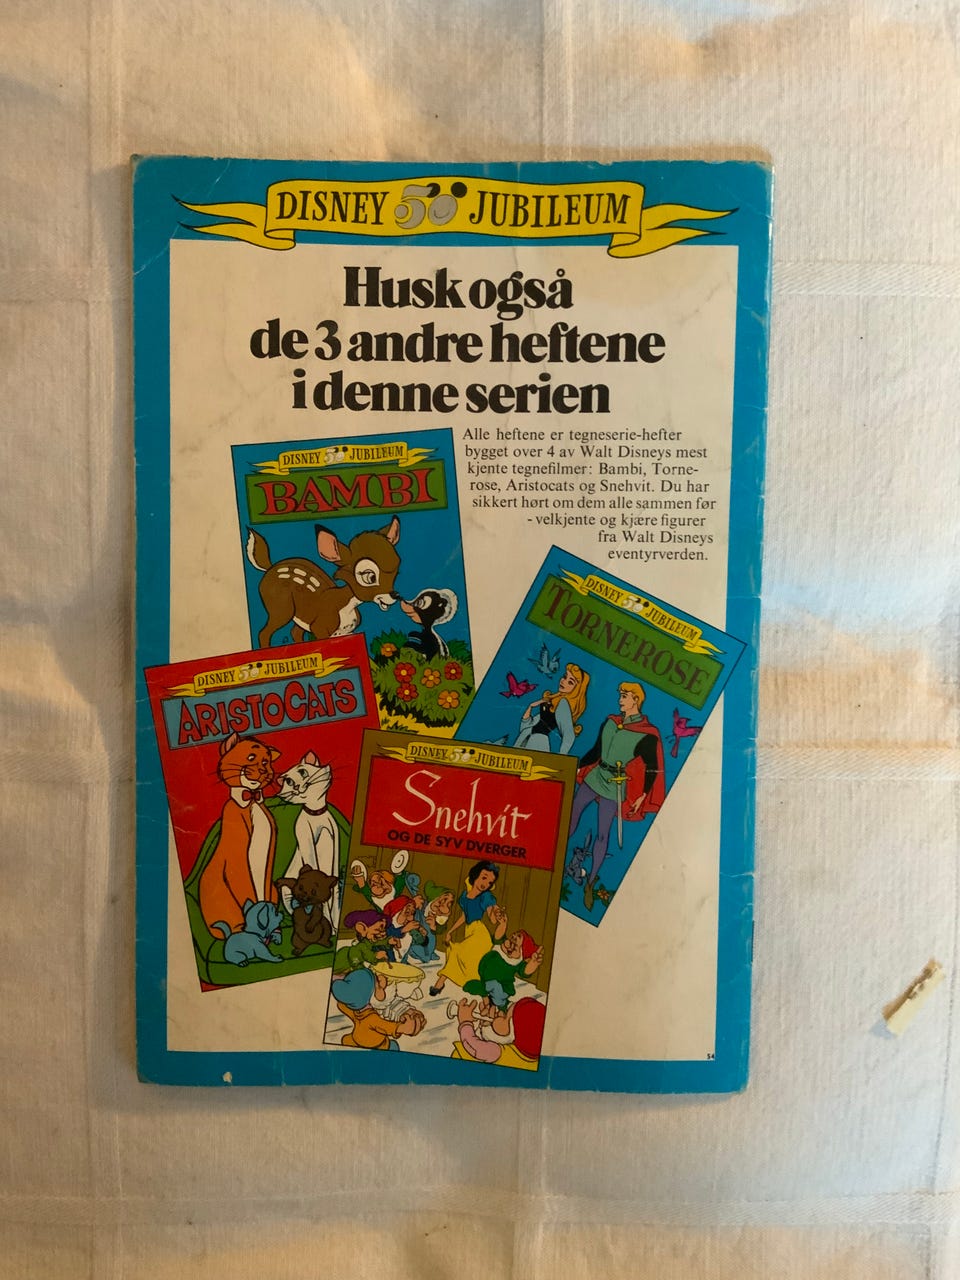 DISNEY 50 JUBILEUM
Husk også
de 3 andre heftene
i denne serien
Alle heftene er tegneserie-hefter
bygget over 4 av Walt Disneys mest
kjente tegnefilmer: Bambi, Torne-
rose, Aristocats og Snehvit. Du har
sikkert hørt om dem alle sammen før
- velkjente og kjære figurer
fra Walt Disneys
eventyrverden.
DISNEY 50 JUBILEUM
BAMBI
DISNEY 50 JUBILEUM
TORNEROSE
DISNEY 50 JUBILEUM
ARISTOCATS
DISNEY 50 JUBILEUM
Snehvit
OG DE SYV DVERGER
54